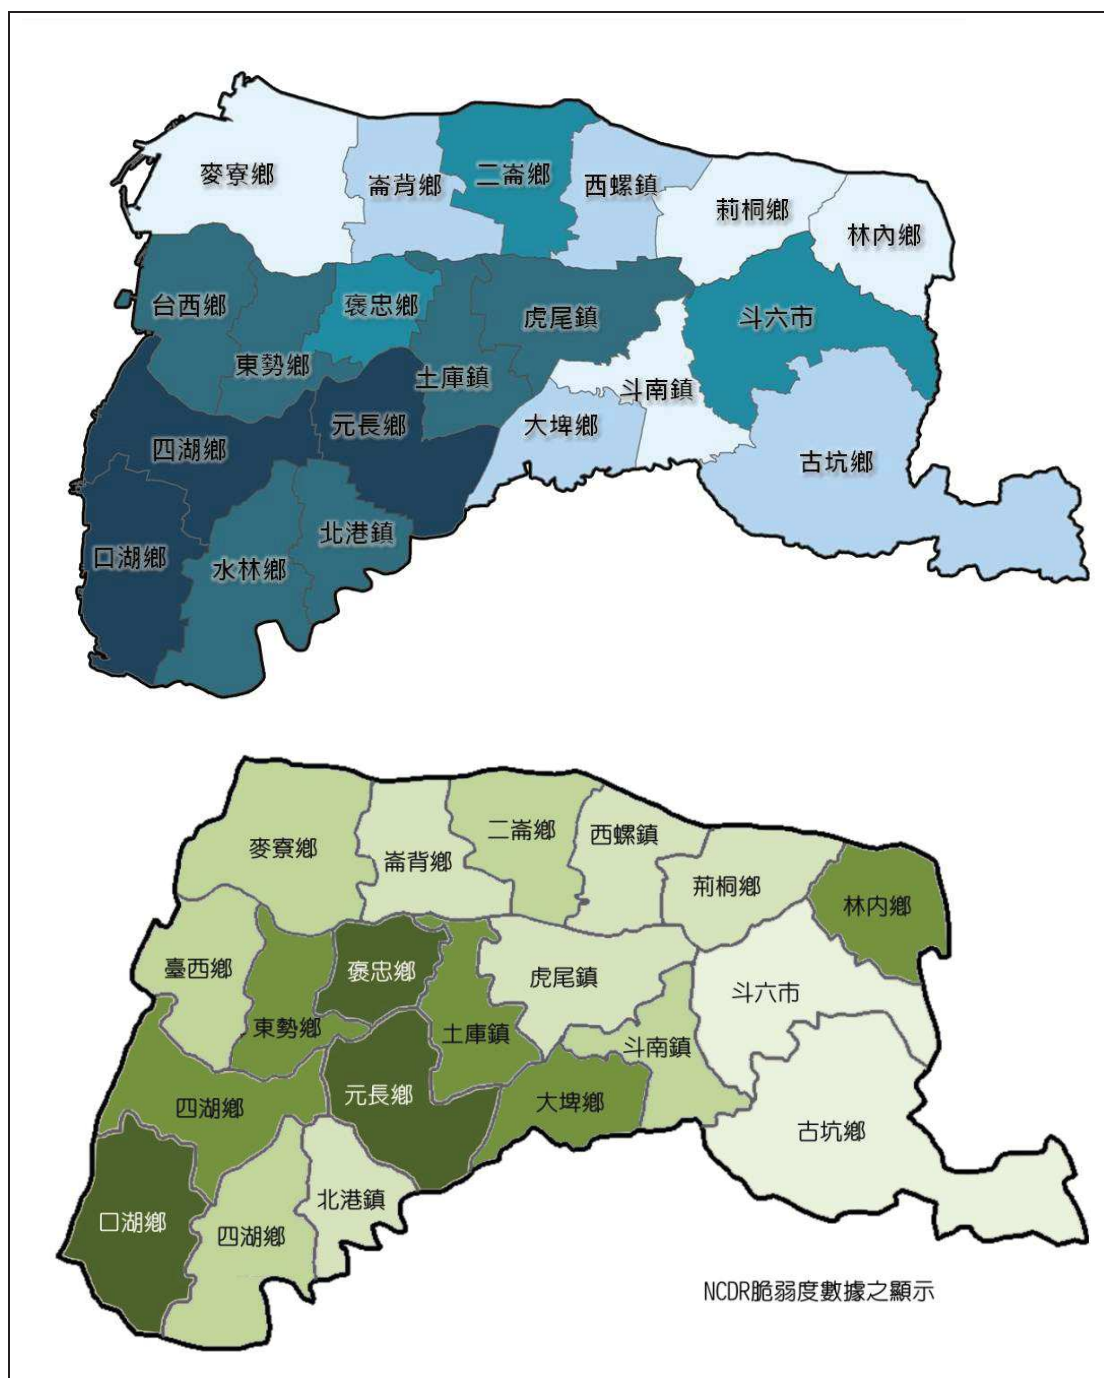 麥寮鄉
崙背鄉
二崙鄉
西螺鎮
莿桐鄉
林內鄉
台西鄉
東勢鄉
褒忠鄉
土庫鎮
虎尾鎮
斗南鎮
斗六市
四湖鄉
元長鄉
大埤鄉
古坑鄉
口湖鄉
水林鄉
北港鎮
麥寮鄉
崙背鄉
二崙鄉
西螺鎮
莿桐鄉
林內鄉
臺西鄉
東勢鄉
褒忠鄉
土庫鎮
虎尾鎮
斗南鎮
斗六市
四湖鄉
元長鄉
大埤鄉
古坑鄉
口湖鄉
四湖鄉
北港鎮
NCDR脆弱度數據之顯示